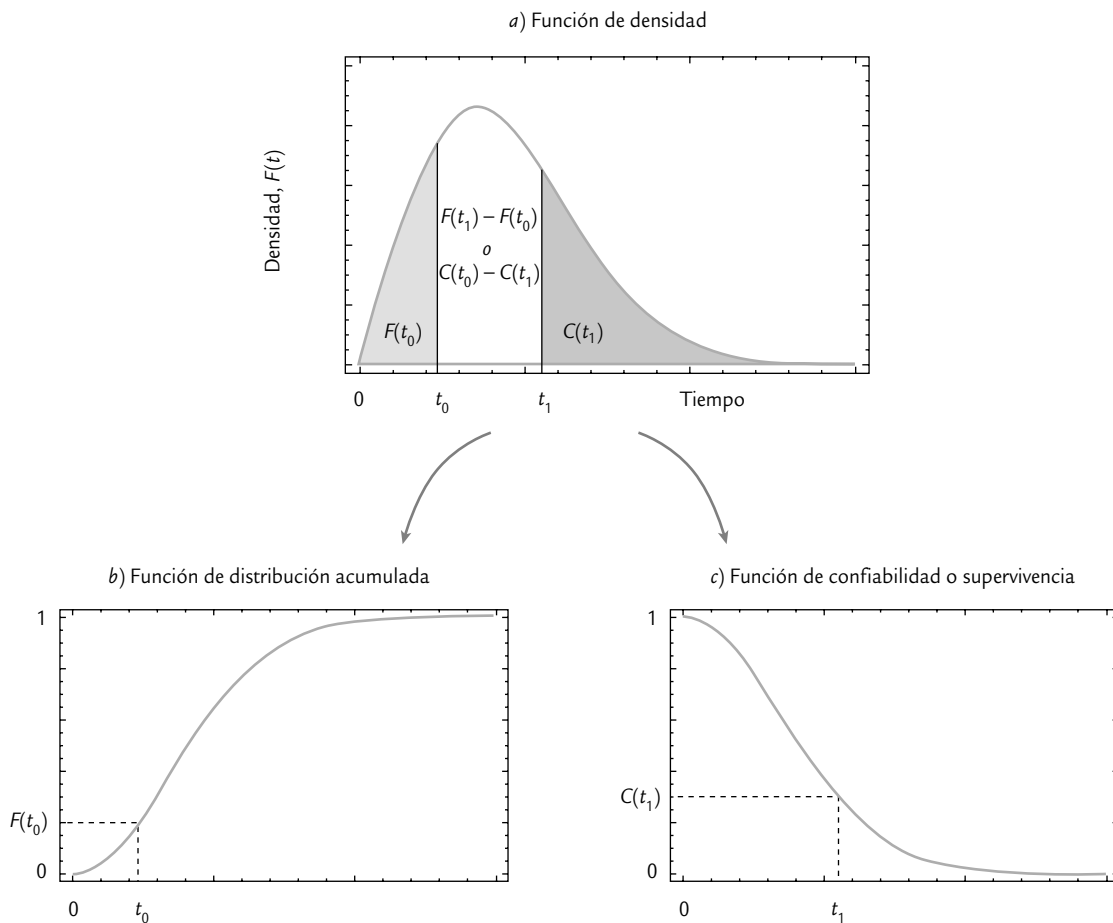 a) Función de densidad
Densidad, F(t)
F(t₁) – F(t₀)
o
C(t₀) – C(t₁)
F(t₀)
C(t₁)
0
t₀
t₁
Tiempo
b) Función de distribución acumulada
1
F(t₀)
0
0
t₀
c) Función de confiabilidad o supervivencia
1
C(t₁)
0
0
t₁